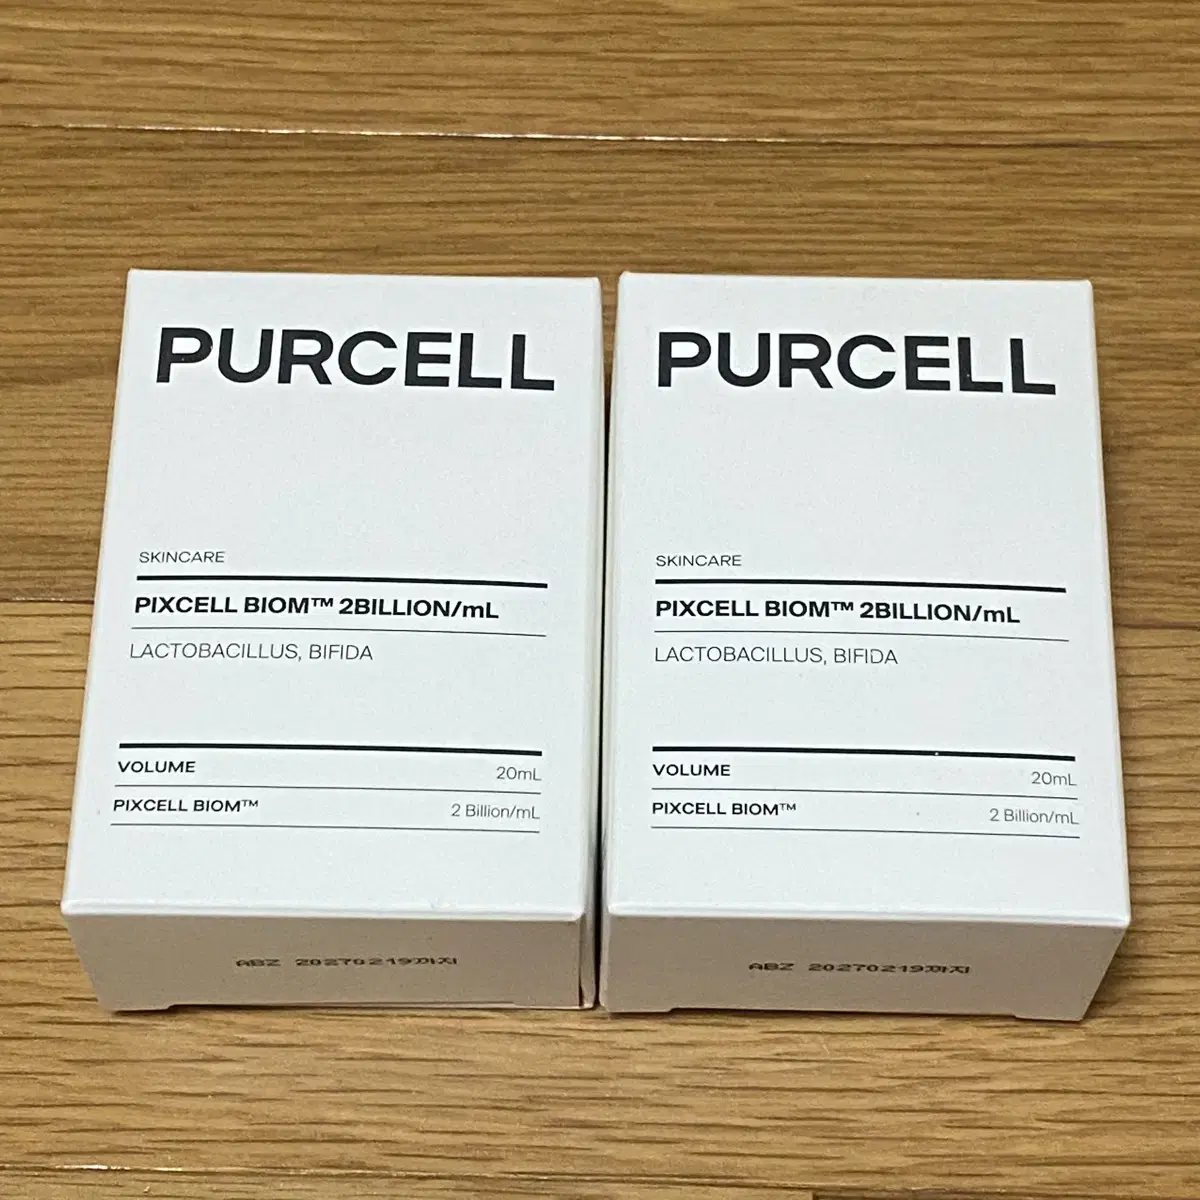 PURCELL
SKINCARE
PIXCELL BIOM™ 2BILLION/mL
LACTOBACILLUS, BIFIDA
VOLUME 20mL
PIXCELL BIOM™ 2 Billion/mL
ABZ 20270219까지
PURCELL
SKINCARE
PIXCELL BIOM™ 2BILLION/mL
LACTOBACILLUS, BIFIDA
VOLUME 20mL
PIXCELL BIOM™ 2 Billion/mL
ABZ 20270219까지